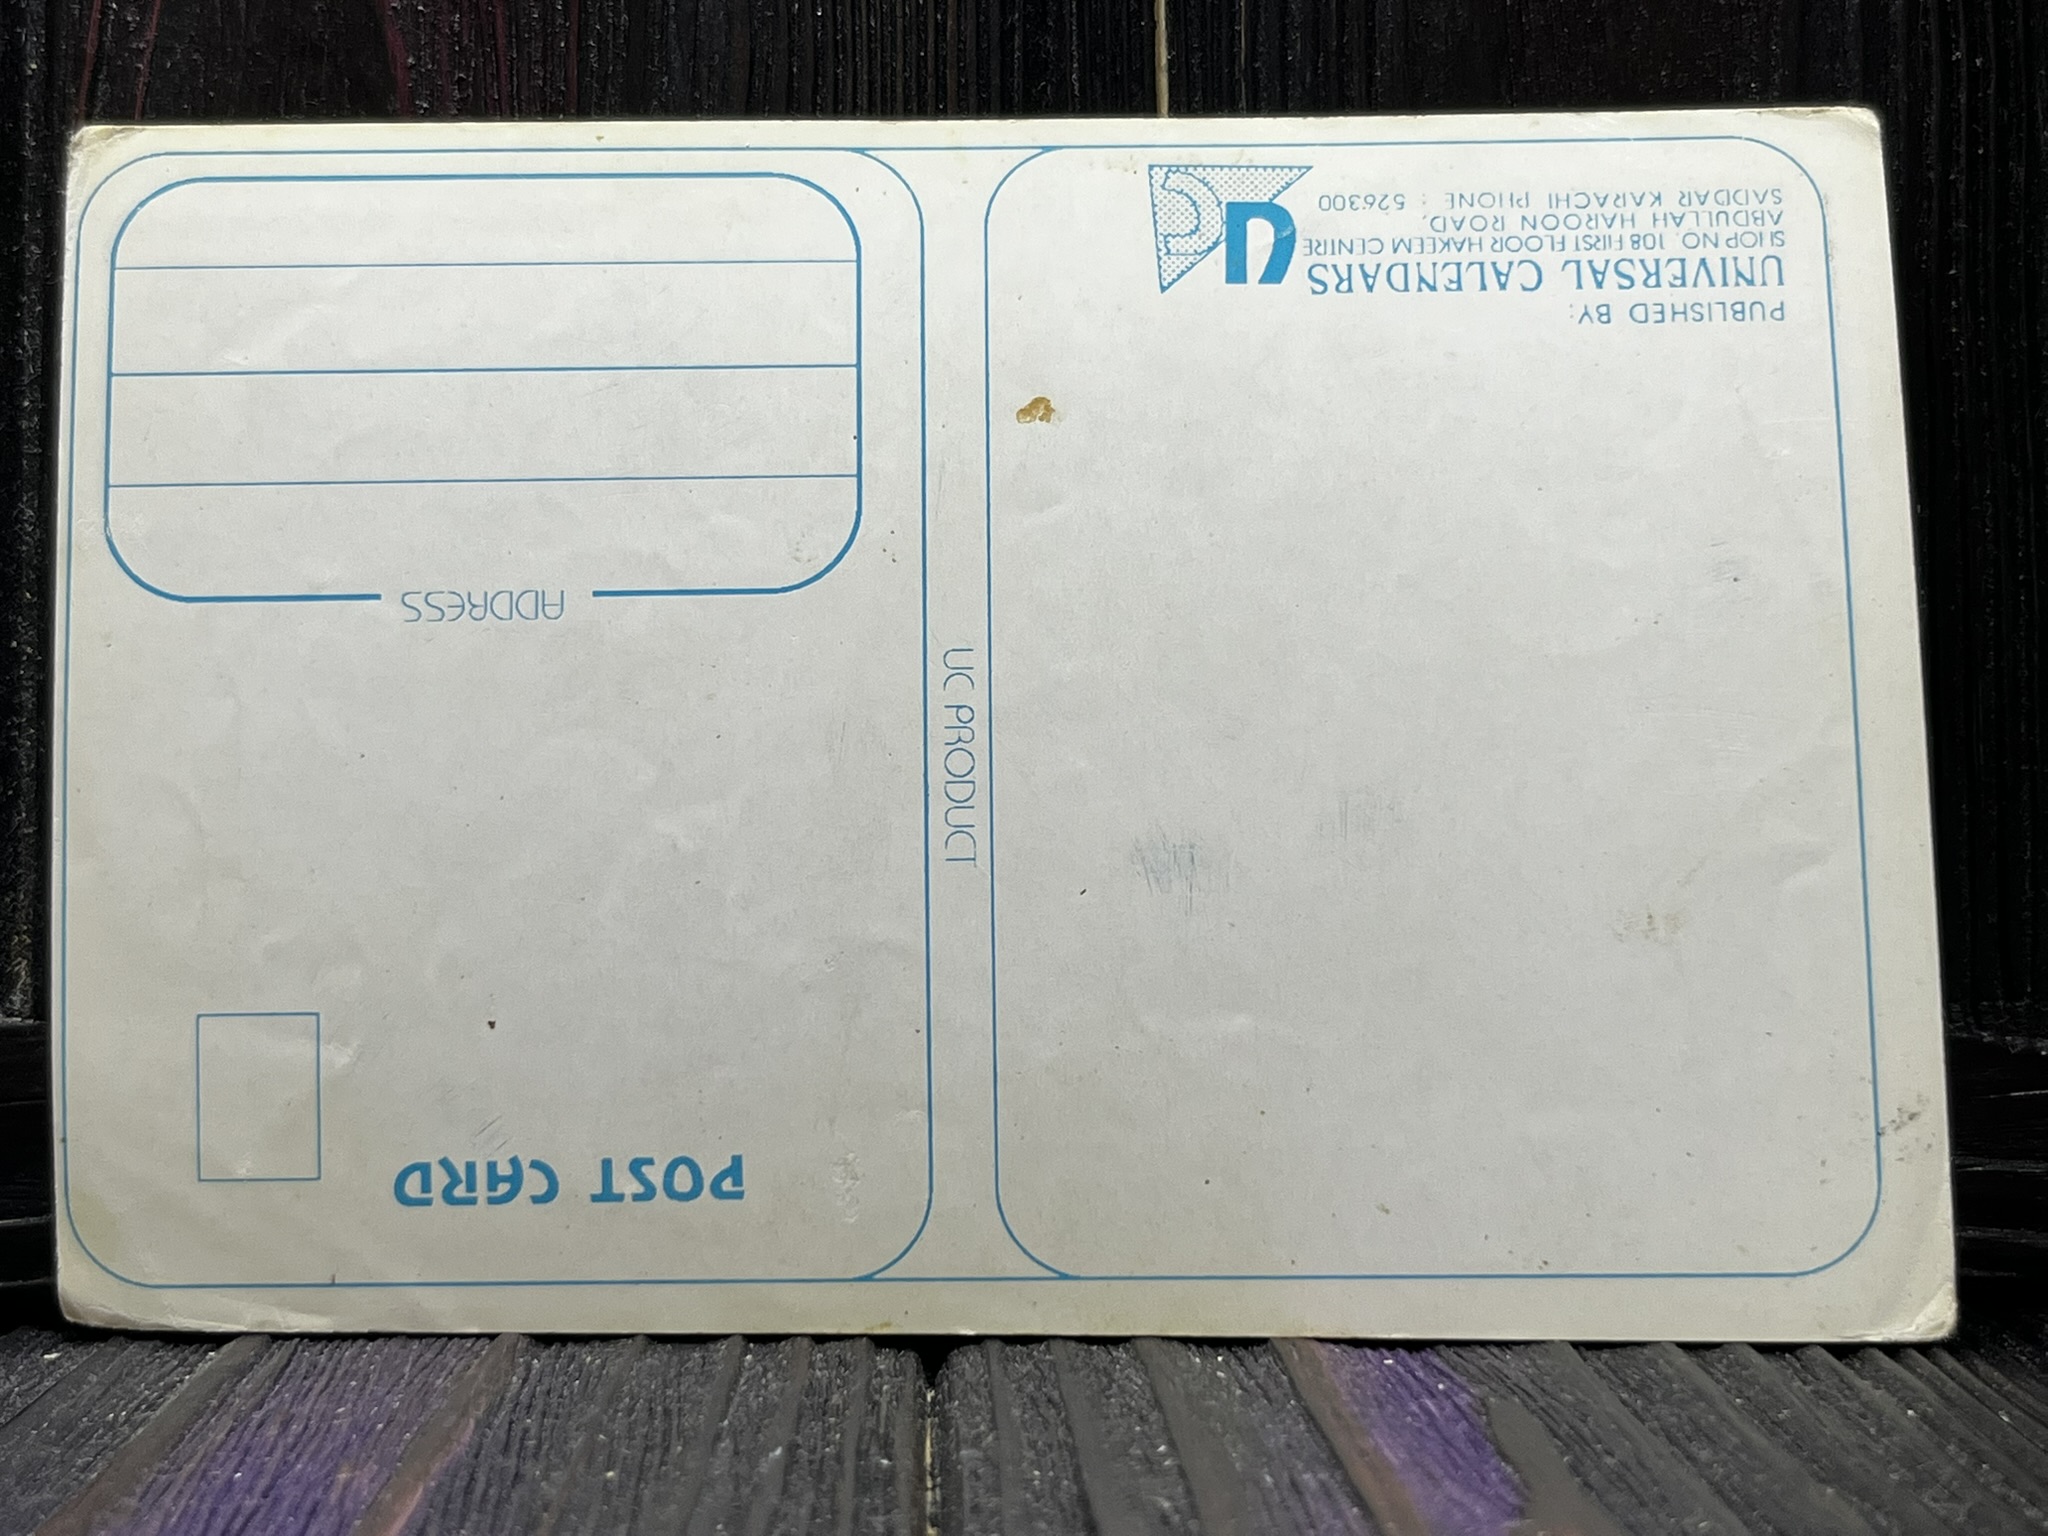 POST CARD
ADDRESS
UC PRODUCT
PUBLISHED BY:
UNIVERSAL CALENDARS
SHOP NO. 108 FIRST FLOOR HAKEEM CENTRE
ABDULLAH HAROON ROAD,
SADDAR KARACHI PHONE : 526300
UC